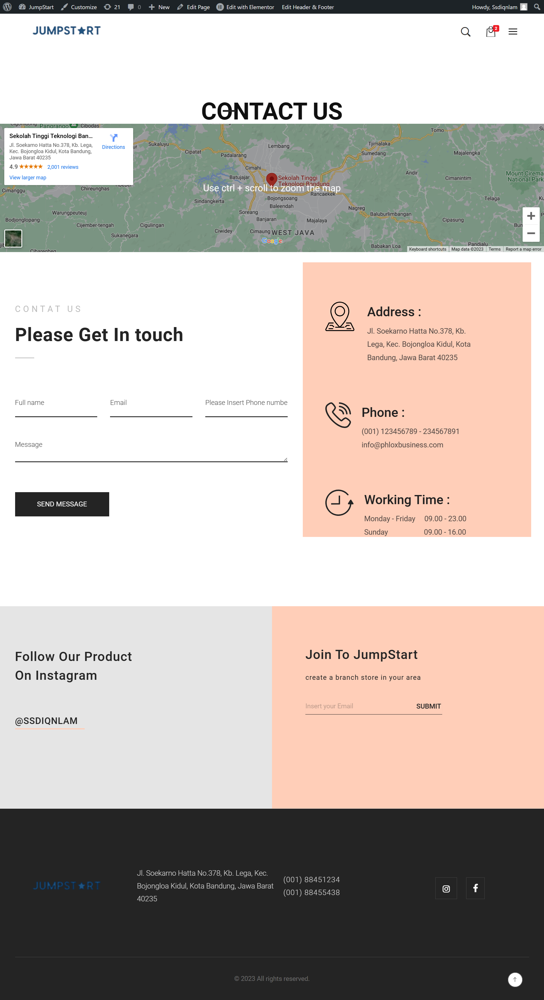 JumpStart Customize 21 0 New Edit Page Edit with Elementor Edit Header & Footer Howdy, Ssdiqnlam
JUMPST★RT
2
CONTACT US
Cigombong Pangrango Cibodas
Sekolah Tinggi Teknologi Ban...
Jl. Soekarno Hatta No.378, Kb. Lega,
Kec. Bojongloa Kidul, Kota Bandung,
Jawa Barat 40235
Directions
4.9 ★★★★★ 2,001 reviews
View larger map
Tomo
Sukaluyu
Cipatat
Padalarang
Lembang
Tjimalaka
Sumedang
Majalengka
Cimahi
Batujajar
Sekolah Tinggi
Teknologi Bandung
Andir
Cimanintim
Mount Cirema
National Park
Use ctrl + scroll to zoom the map
Cimanggu
Chireunghas
Rancaekek
Sindangkerta
Bojongsoang
Baleendah
Telaga
Warungpeuteuj
Soreang
Nagreg
Baluburlimbangan
Bodjonglopang
Cijember-tengah
Cigulingan
Banjaran
Majalaya
Cipasung
Sukanegara
Ciwidey
Cimaung
WEST JAVA
Google
Babakan Loa
Pandjalu
Cibaregbeg
Keyboard shortcuts Map data ©2023 Terms Report a map error
CONTAT US
Please Get In touch
Full name Email Please Insert Phone numbe
Message
SEND MESSAGE
Address :
Jl. Soekarno Hatta No.378, Kb.
Lega, Kec. Bojongloa Kidul, Kota
Bandung, Jawa Barat 40235
Phone :
(001) 123456789 - 234567891
info@phloxbusiness.com
Working Time :
Monday - Friday 09.00 - 23.00
Sunday 09.00 - 16.00
Follow Our Product
On Instagram
@SSDIQNLAM
Join To JumpStart
create a branch store in your area
Insert your Email SUBMIT
JUMPST★RT
Jl. Soekarno Hatta No.378, Kb. Lega, Kec.
Bojongloa Kidul, Kota Bandung, Jawa Barat
40235
(001) 88451234
(001) 88455438
© 2023 All rights reserved.